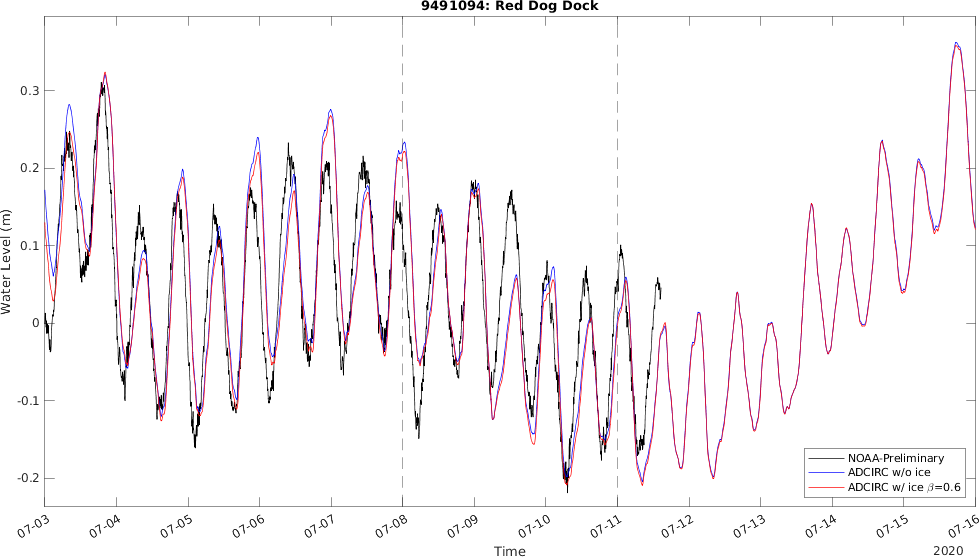 9491094: Red Dog Dock
Water Level (m)
0.3
0.2
0.1
0
-0.1
-0.2
NOAA-Preliminary
ADCIRC w/o ice
ADCIRC w/ ice β=0.6
07-03 07-04 07-05 07-06 07-07 07-08 07-09 07-10 07-11 07-12 07-13 07-14 07-15 07-16
Time
2020